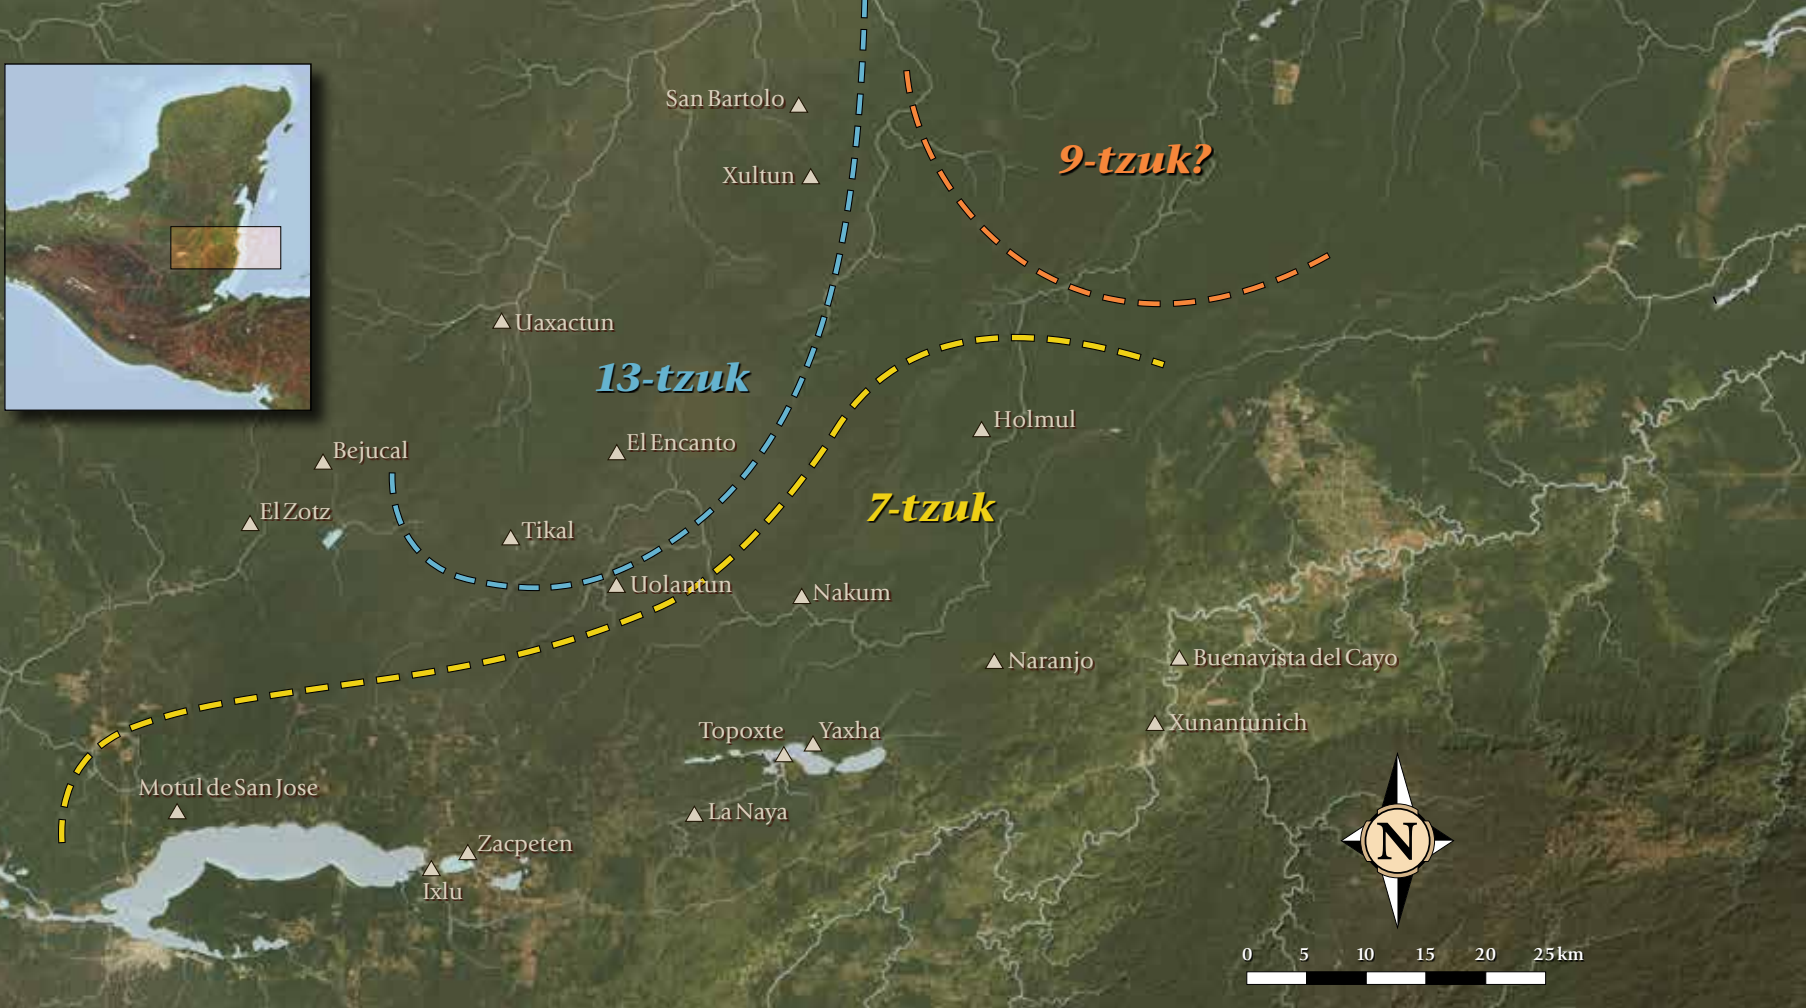 San Bartolo
9-tzuk?
Xultun
Uaxactun
13-tzuk
Holmul
El Encanto
Bejucal
7-tzuk
El Zotz
Tikal
Uolantun
Nakum
Naranjo
Buenavista del Cayo
Xunantunich
Topoxte
Yaxha
Motul de San Jose
La Naya
Zacpeten
N
Ixlu
0 5 10 15 20 25 km